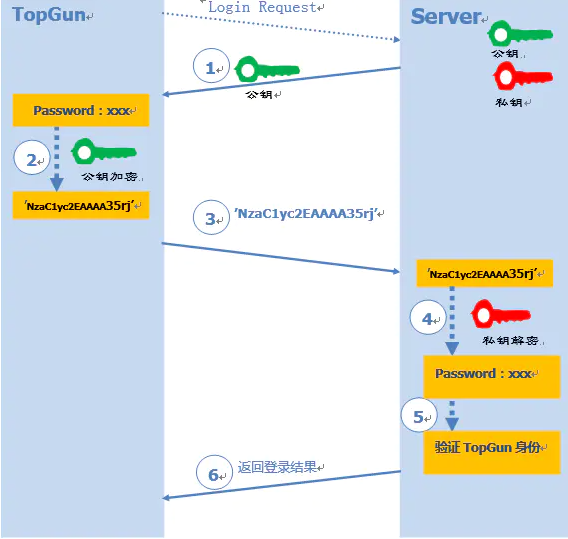 TopGun
Login Request
Server
公钥
私钥
1
公钥
Password：xxx
2
公钥加密
'NzaC1yc2EAAAA35rj'
3
'NzaC1yc2EAAAA35rj'
'NzaC1yc2EAAAA35rj'
4
私钥解密
Password：xxx
5
验证 TopGun 身份
6
返回登录结果